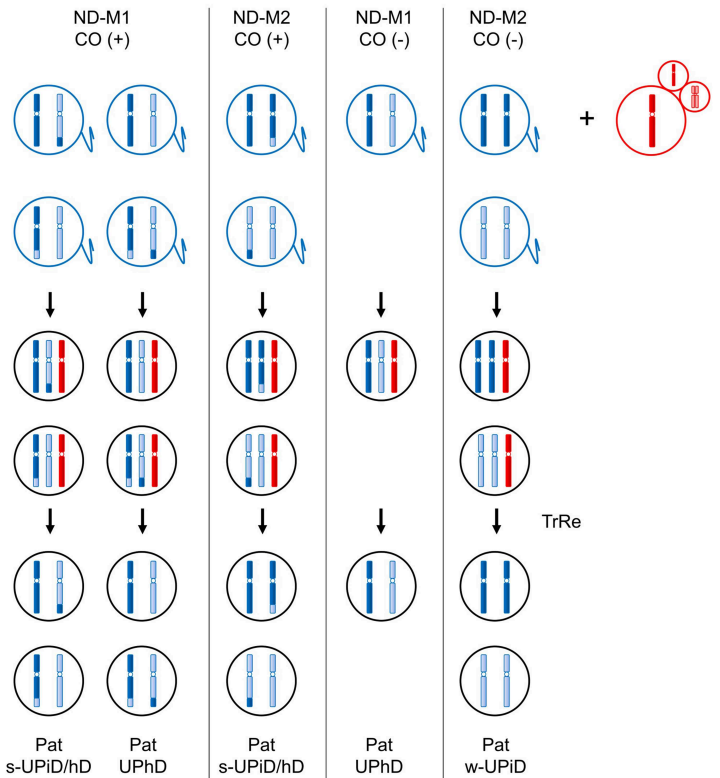 ND-M1
CO (+)
ND-M2
CO (+)
ND-M1
CO (-)
ND-M2
CO (-)
+
TrRe
Pat
s-UPiD/hD
Pat
UPhD
Pat
s-UPiD/hD
Pat
UPhD
Pat
w-UPiD